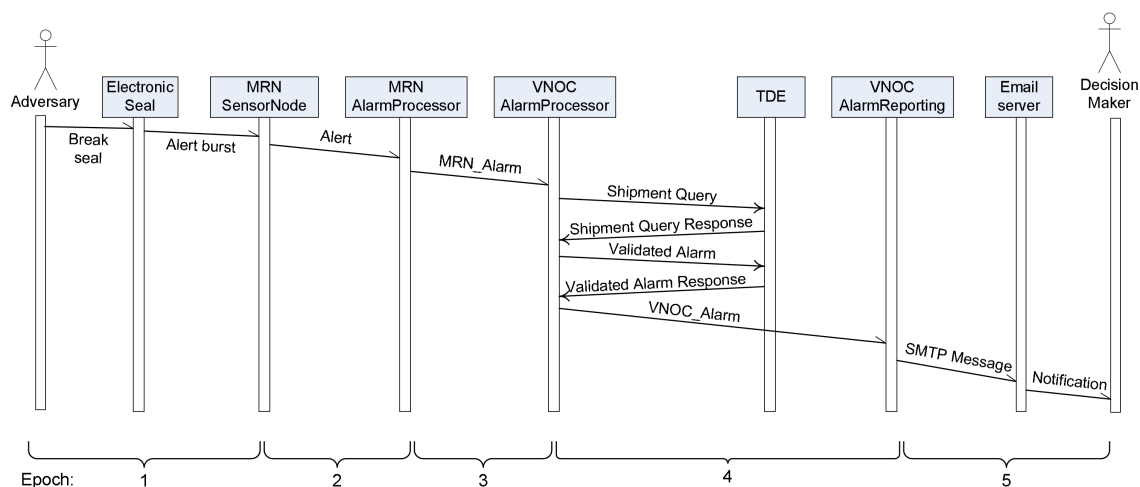 Adversary
Electronic
Seal
MRN
SensorNode
MRN
AlarmProcessor
VNOC
AlarmProcessor
TDE
VNOC
AlarmReporting
Email
server
Decision
Maker
Break
seal
Alert burst
Alert
MRN_Alarm
Shipment Query
Shipment Query Response
Validated Alarm
Validated Alarm Response
VNOC_Alarm
SMTP Message
Notification
Epoch: 1 2 3 4 5